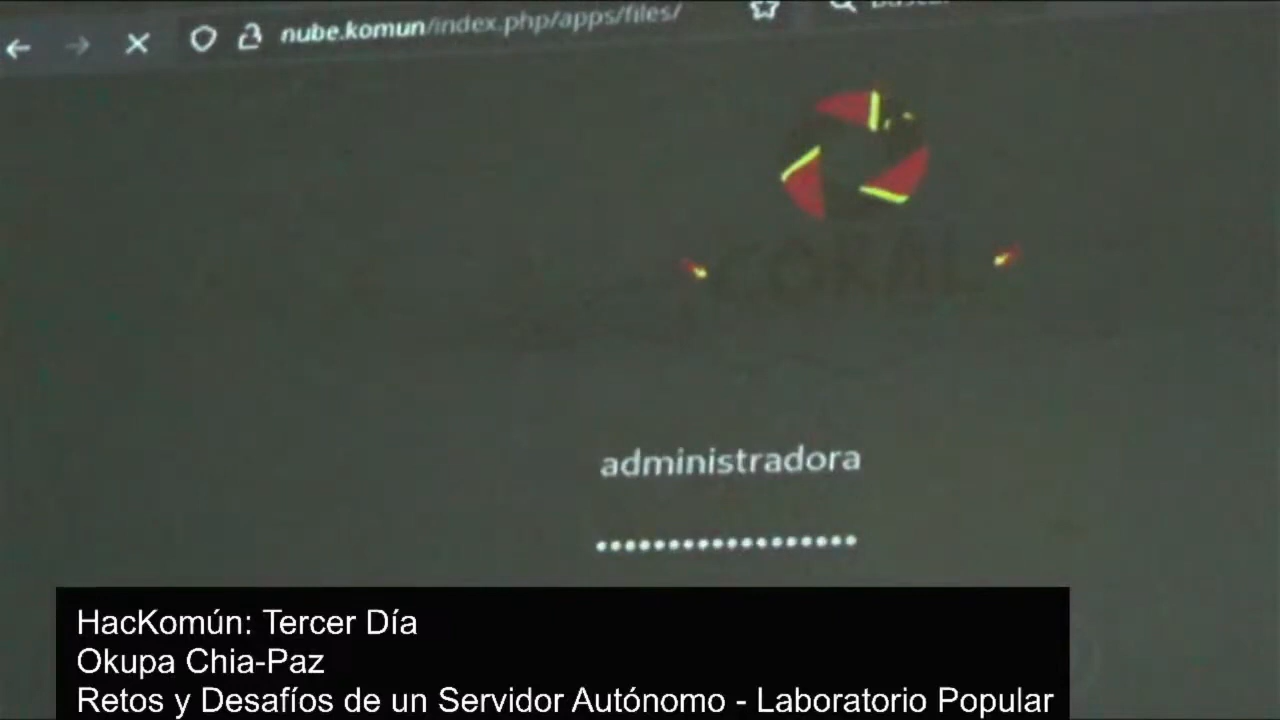 nube.komun/index.php/apps/files/
administradora
HacKomún: Tercer Día
Okupa Chia-Paz
Retos y Desafíos de un Servidor Autónomo - Laboratorio Popular